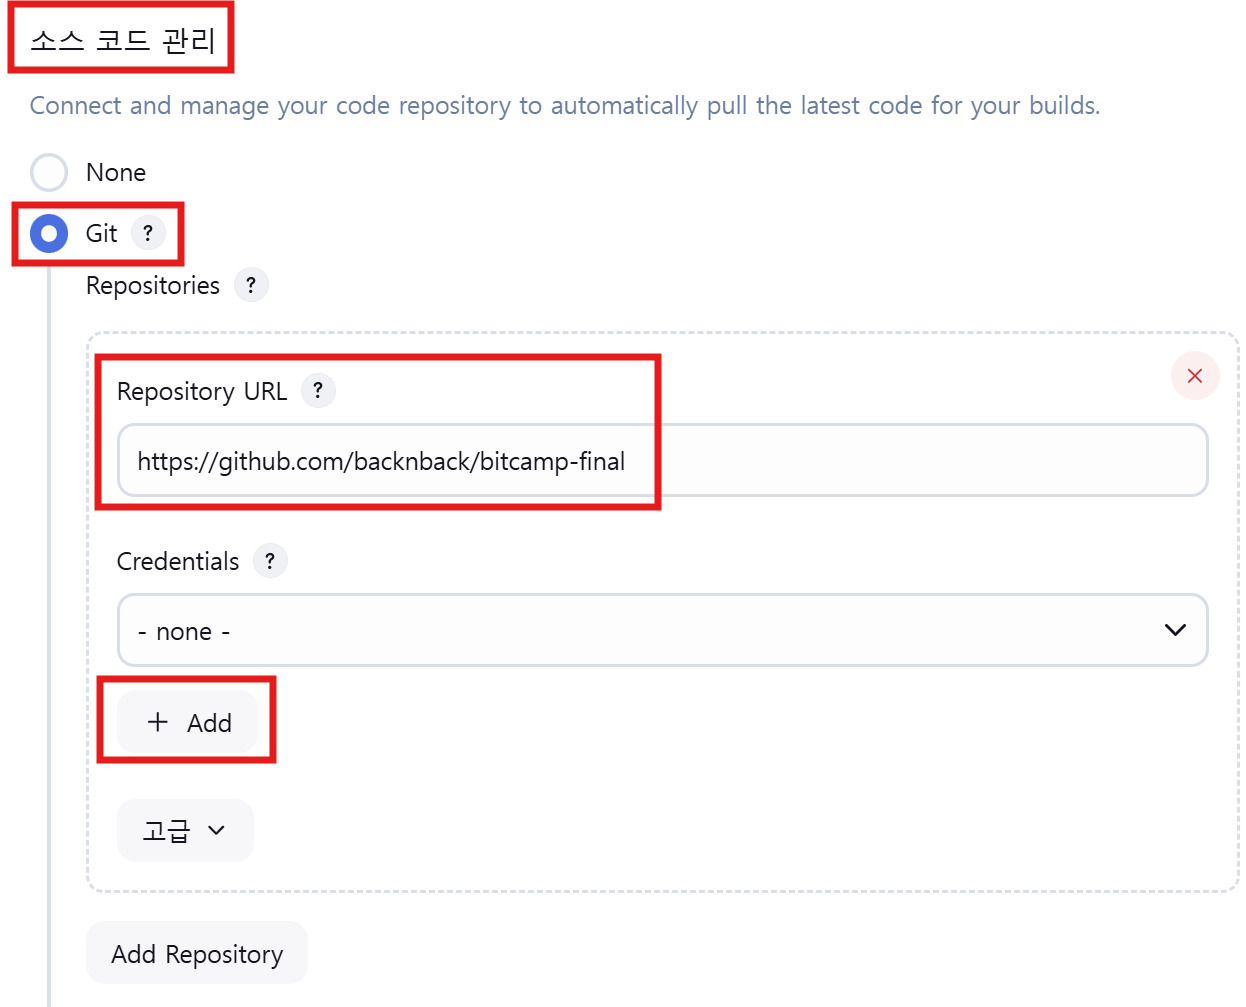 소스 코드 관리
Connect and manage your code repository to automatically pull the latest code for your builds.
None
Git ?
Repositories ?
Repository URL ?
https://github.com/backnback/bitcamp-final
Credentials ?
- none -
+ Add
고급
Add Repository